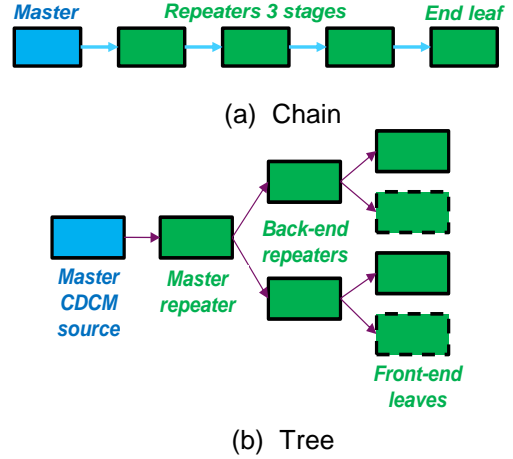 Master Repeaters 3 stages End leaf
(a) Chain
Back-end
repeaters
Master
CDCM
source
Master
repeater
Front-end
leaves
(b) Tree